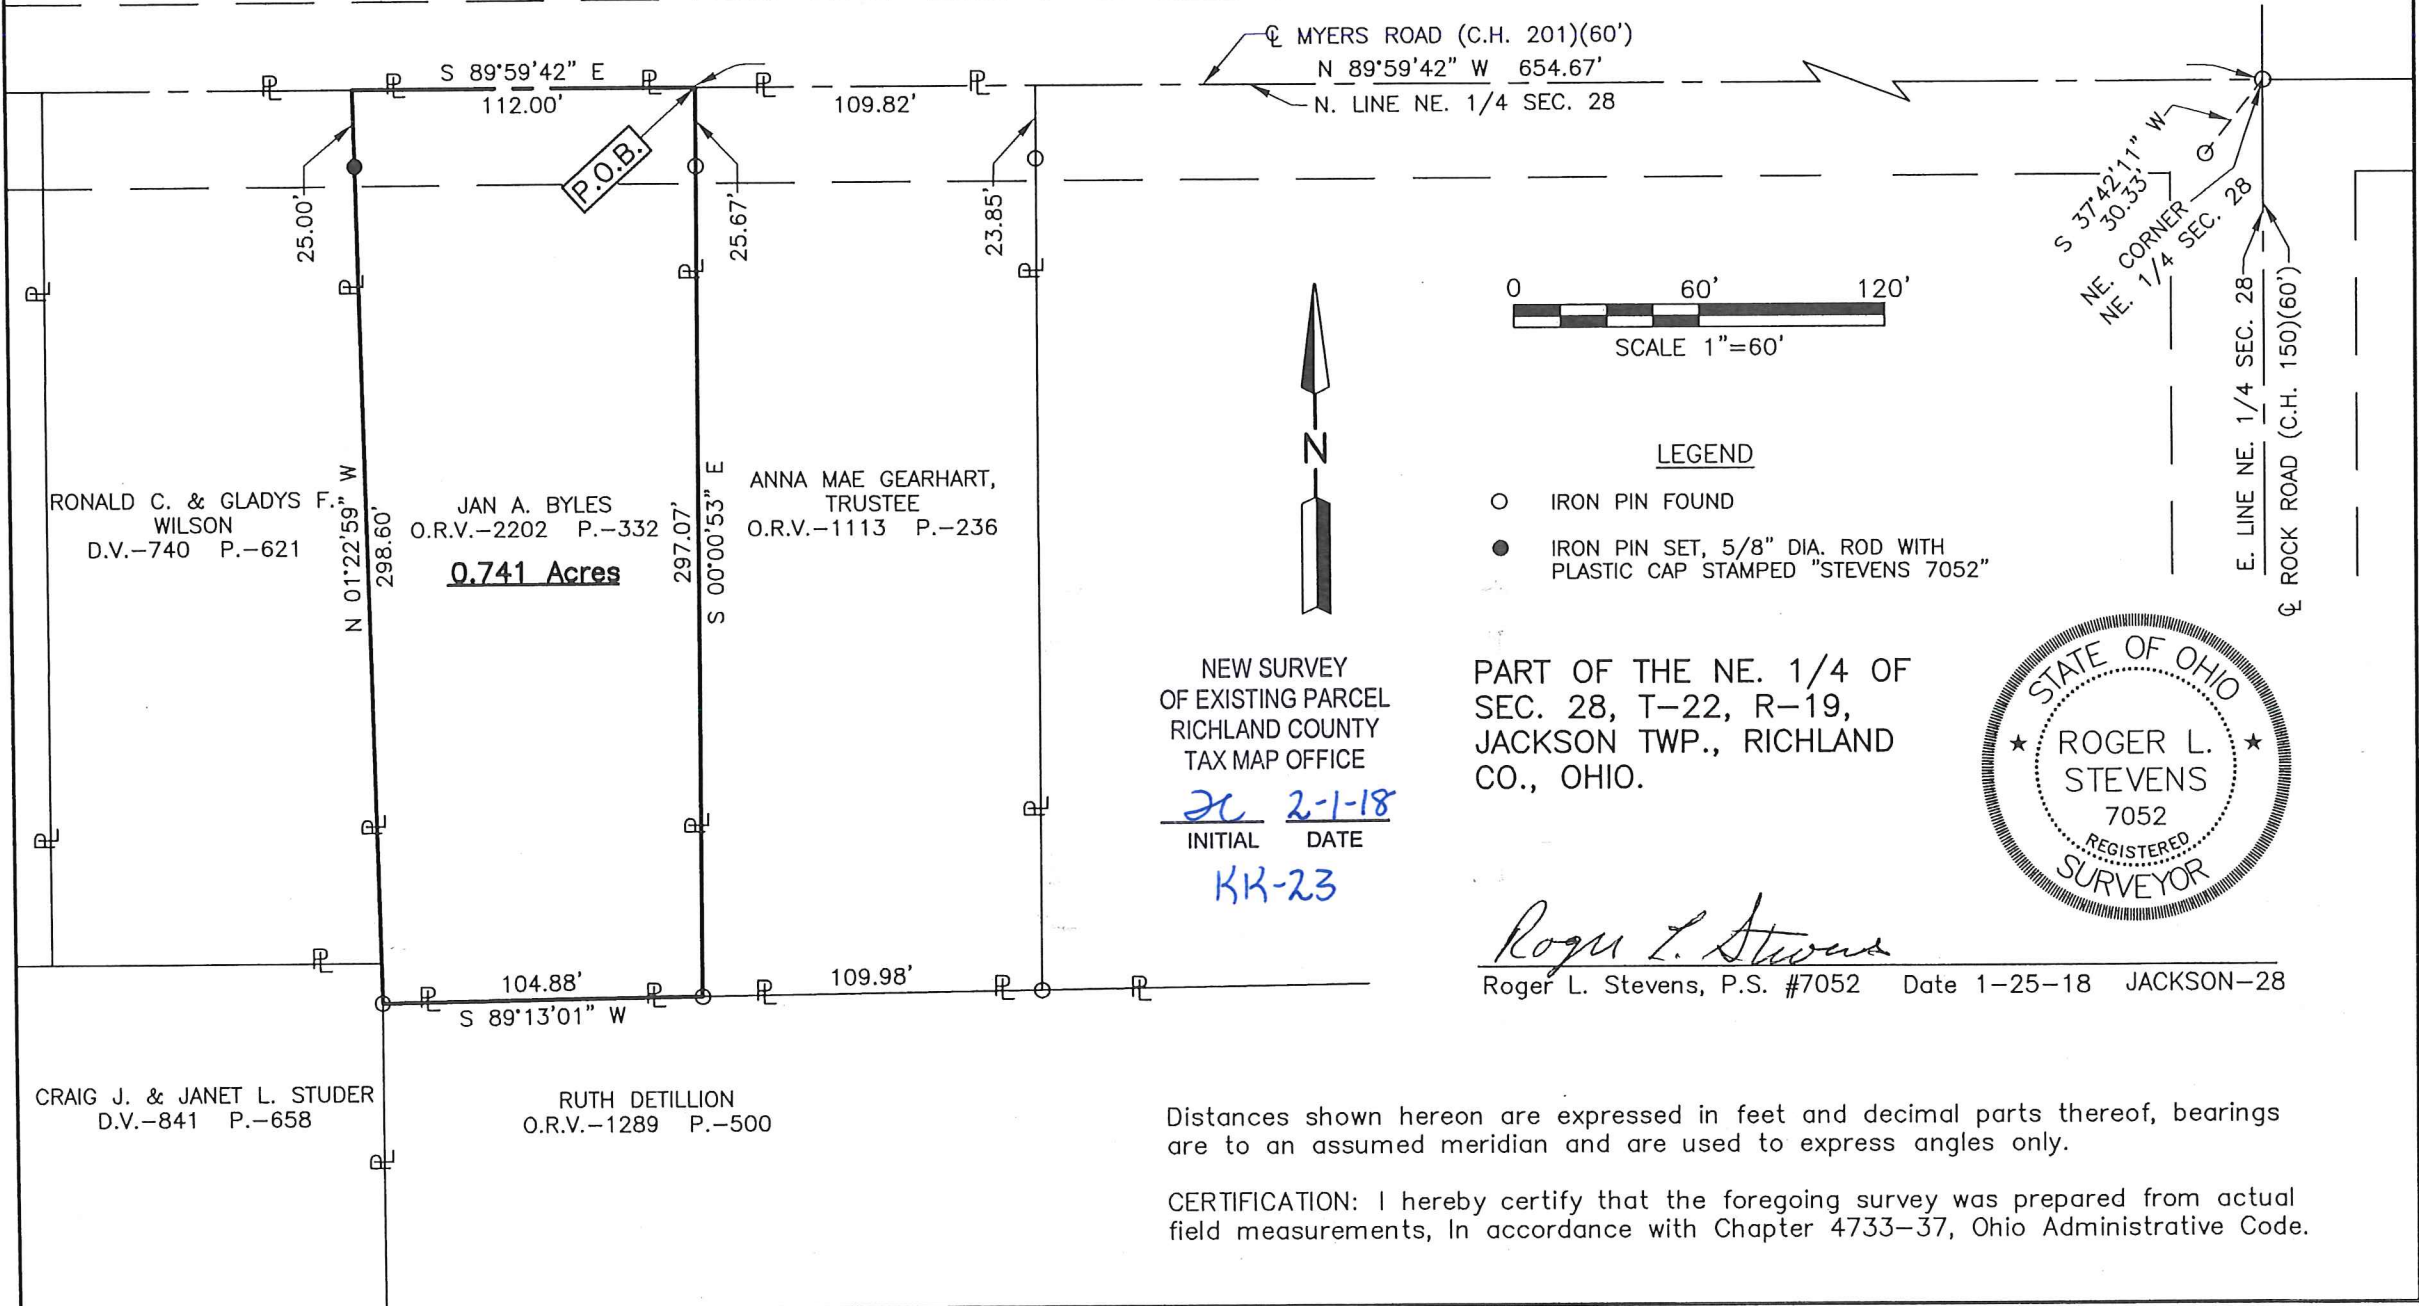 ℄ MYERS ROAD (C.H. 201)(60')
N 89°59'42" W 654.67'
N. LINE NE. 1/4 SEC. 28
S 89°59'42" E
112.00'
109.82'
P.O.B.
25.00'
25.67'
23.85'
S 37°42'11" W
30.33'
NE. CORNER
NE. 1/4 SEC. 28
E. LINE NE. 1/4 SEC. 28
℄ ROCK ROAD (C.H. 150)(60')
0 60' 120'
SCALE 1"=60'
N
LEGEND
IRON PIN FOUND
IRON PIN SET, 5/8" DIA. ROD WITH
PLASTIC CAP STAMPED "STEVENS 7052"
RONALD C. & GLADYS F.
WILSON
D.V.-740 P.-621
N 01°22'59" W
298.60'
JAN A. BYLES
O.R.V.-2202 P.-332
0.741 Acres
297.07'
S 00°00'53" E
ANNA MAE GEARHART,
TRUSTEE
O.R.V.-1113 P.-236
NEW SURVEY
OF EXISTING PARCEL
RICHLAND COUNTY
TAX MAP OFFICE
2-1-18
INITIAL DATE
KK-23
PART OF THE NE. 1/4 OF
SEC. 28, T-22, R-19,
JACKSON TWP., RICHLAND
CO., OHIO.
STATE OF OHIO
★ ROGER L. ★
STEVENS
7052
REGISTERED
SURVEYOR
Roger L. Stevens
Roger L. Stevens, P.S. #7052 Date 1-25-18 JACKSON-28
104.88'
S 89°13'01" W
109.98'
CRAIG J. & JANET L. STUDER
D.V.-841 P.-658
RUTH DETILLION
O.R.V.-1289 P.-500
Distances shown hereon are expressed in feet and decimal parts thereof, bearings
are to an assumed meridian and are used to express angles only.
CERTIFICATION: I hereby certify that the foregoing survey was prepared from actual
field measurements, In accordance with Chapter 4733-37, Ohio Administrative Code.